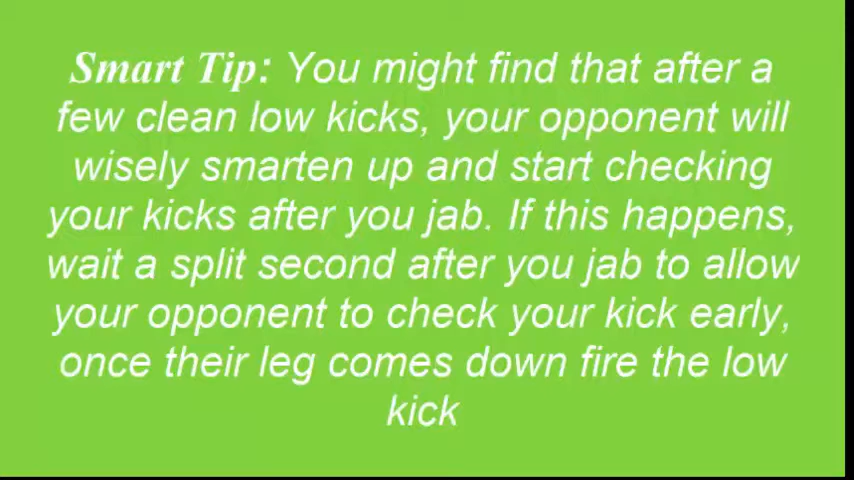 Smart Tip: You might find that after a
few clean low kicks, your opponent will
wisely smarten up and start checking
your kicks after you jab. If this happens,
wait a split second after you jab to allow
your opponent to check your kick early,
once their leg comes down fire the low
kick